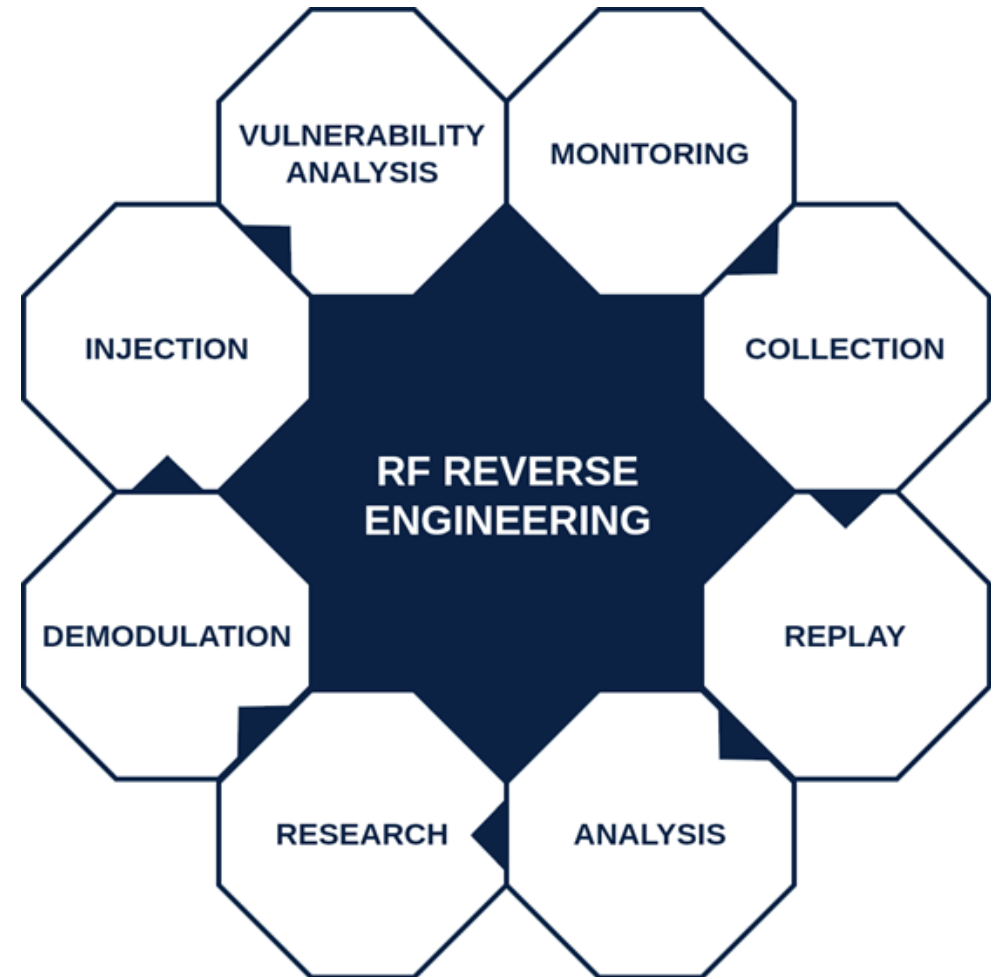 VULNERABILITY
ANALYSIS
MONITORING
INJECTION
COLLECTION
RF REVERSE
ENGINEERING
DEMODULATION
REPLAY
RESEARCH
ANALYSIS